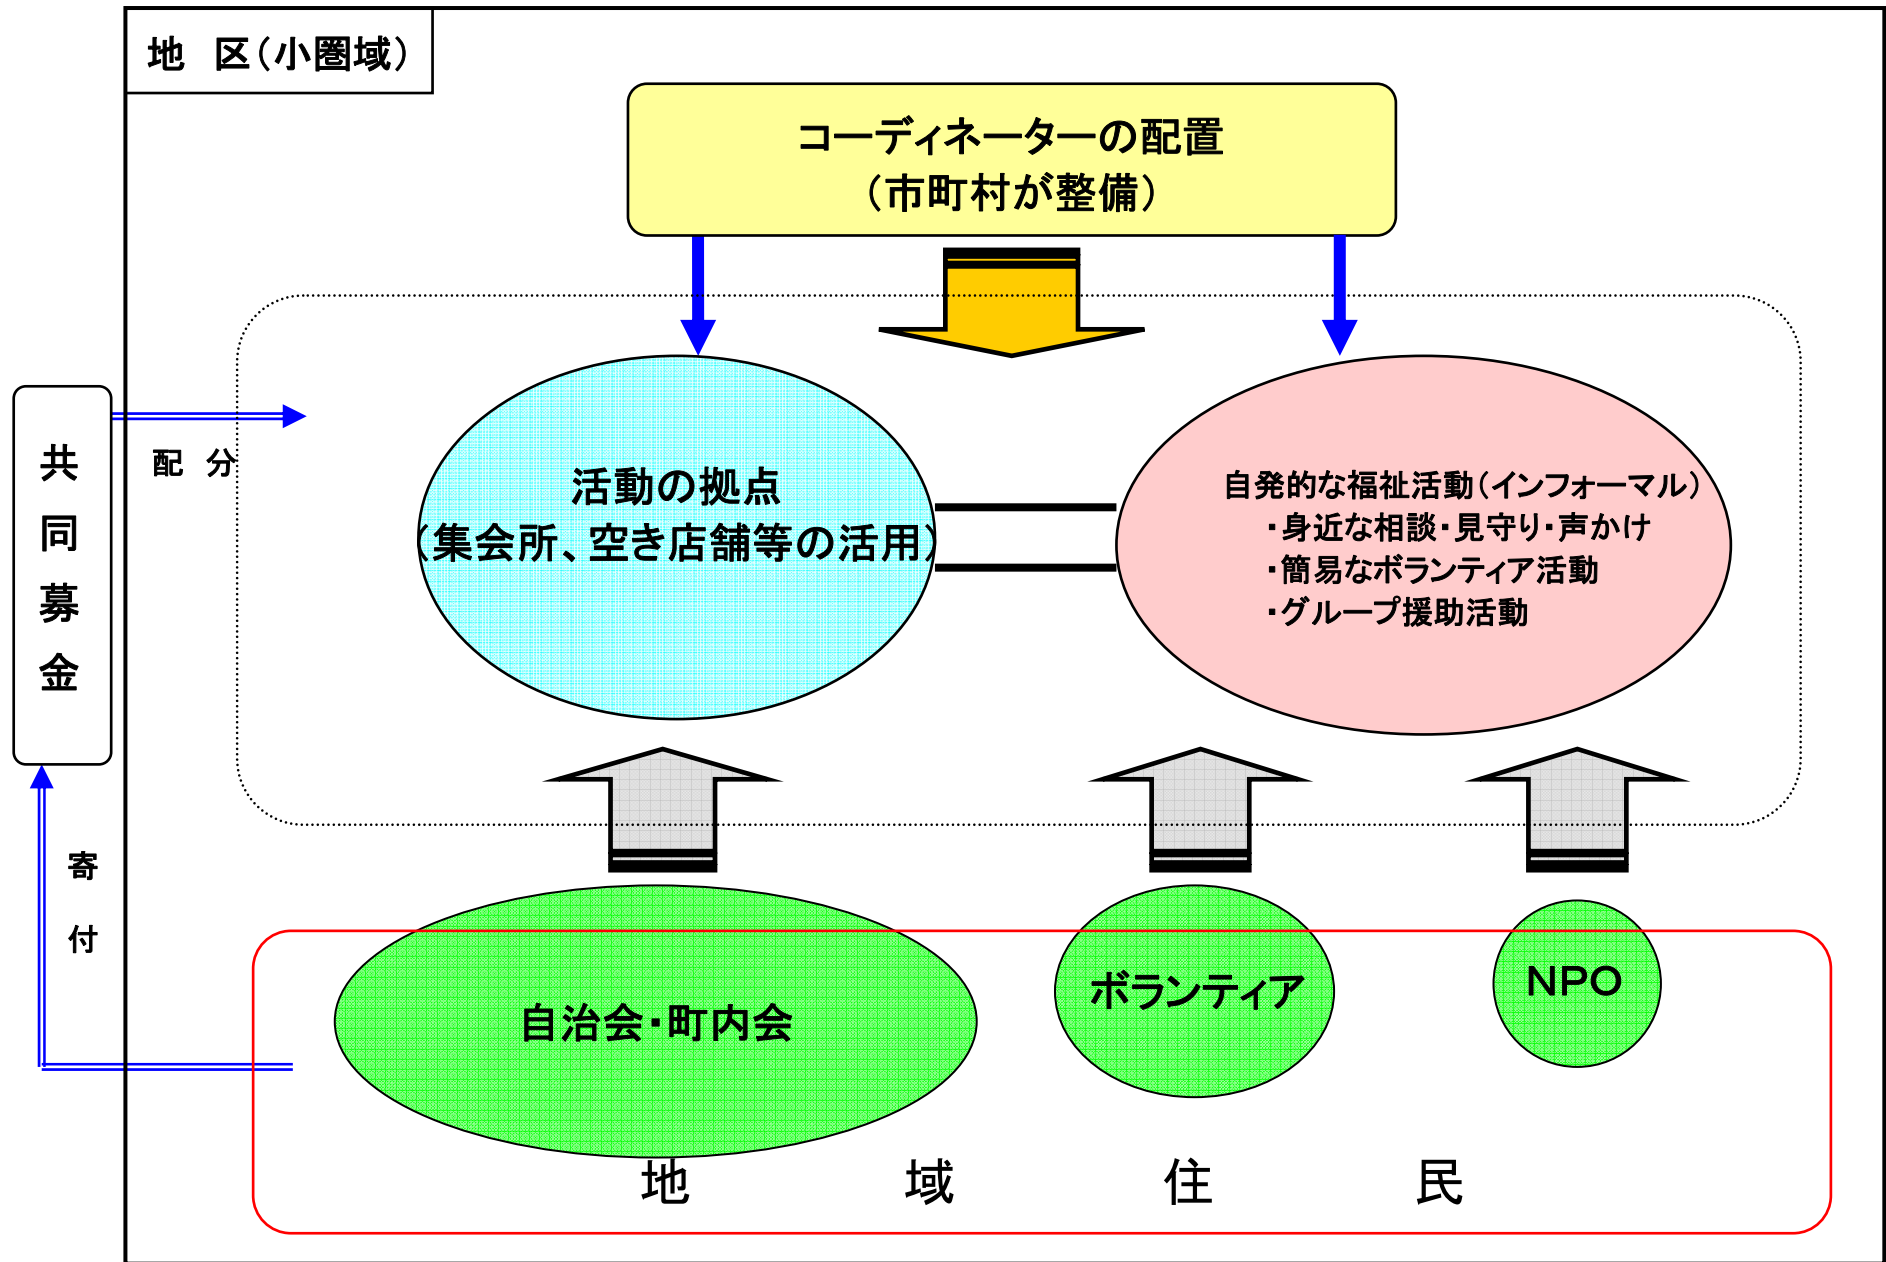 地　区（小圏域）
コーディネーターの配置
（市町村が整備）
共同募金
配　分
活動の拠点
（集会所、空き店舗等の活用）
自発的な福祉活動（インフォーマル）
・身近な相談・見守り・声かけ
・簡易なボランティア活動
・グループ援助活動
寄付
自治会・町内会
ボランティア
ＮＰＯ
地　域　住　民